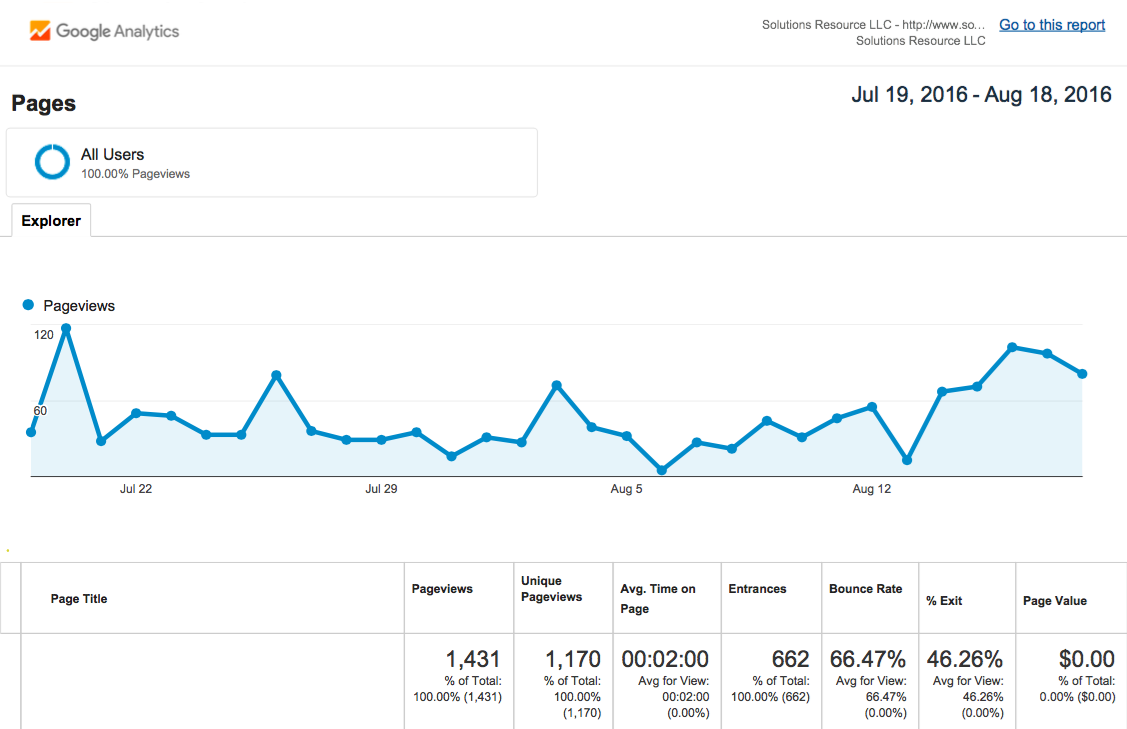 Google Analytics
Solutions Resource LLC - http://www.so...
Go to this report
Solutions Resource LLC
Jul 19, 2016 - Aug 18, 2016
Pages
All Users
100.00% Pageviews
Explorer
Pageviews
120
60
Jul 22
Jul 29
Aug 5
Aug 12
Page Title
Pageviews
Unique
Pageviews
Avg. Time on
Page
Entrances
Bounce Rate
% Exit
Page Value
1,431
% of Total:
100.00% (1,431)
1,170
% of Total:
100.00%
(1,170)
00:02:00
Avg for View:
00:02:00
(0.00%)
662
% of Total:
100.00% (662)
66.47%
Avg for View:
66.47%
(0.00%)
46.26%
Avg for View:
46.26%
(0.00%)
$0.00
% of Total:
0.00% ($0.00)